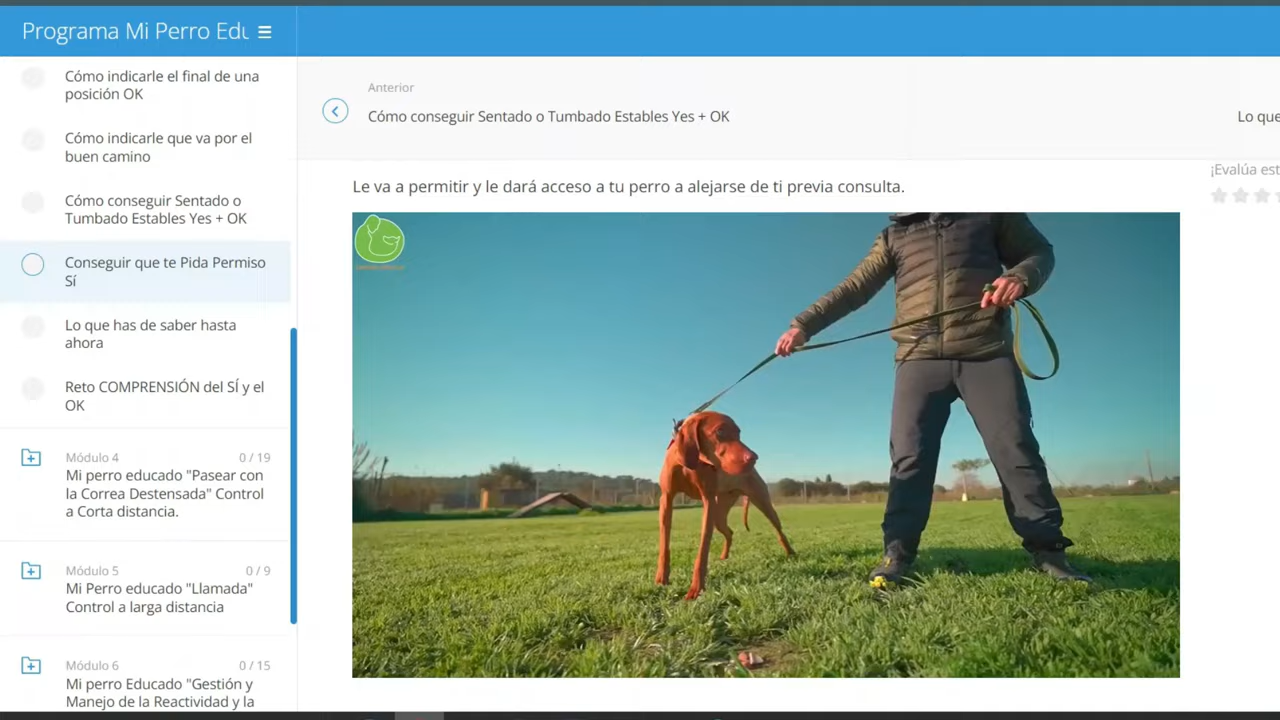 Programa Mi Perro Edu
Cómo indicarle el final de una
posición OK
Cómo indicarle que va por el
buen camino
Cómo conseguir Sentado o
Tumbado Estables Yes + OK
Conseguir que te Pida Permiso
Sí
Lo que has de saber hasta
ahora
Reto COMPRENSIÓN del SÍ y el
OK
Módulo 4 0 / 19
Mi perro educado "Pasear con
la Correa Destensada" Control
a Corta distancia.
Módulo 5 0 / 9
Mi Perro educado "Llamada"
Control a larga distancia
Módulo 6 0 / 15
Mi perro Educado "Gestión y
Manejo de la Reactividad y la
Anterior
Cómo conseguir Sentado o Tumbado Estables Yes + OK
Lo que
¡Evalúa est
Le va a permitir y le dará acceso a tu perro a alejarse de ti previa consulta.